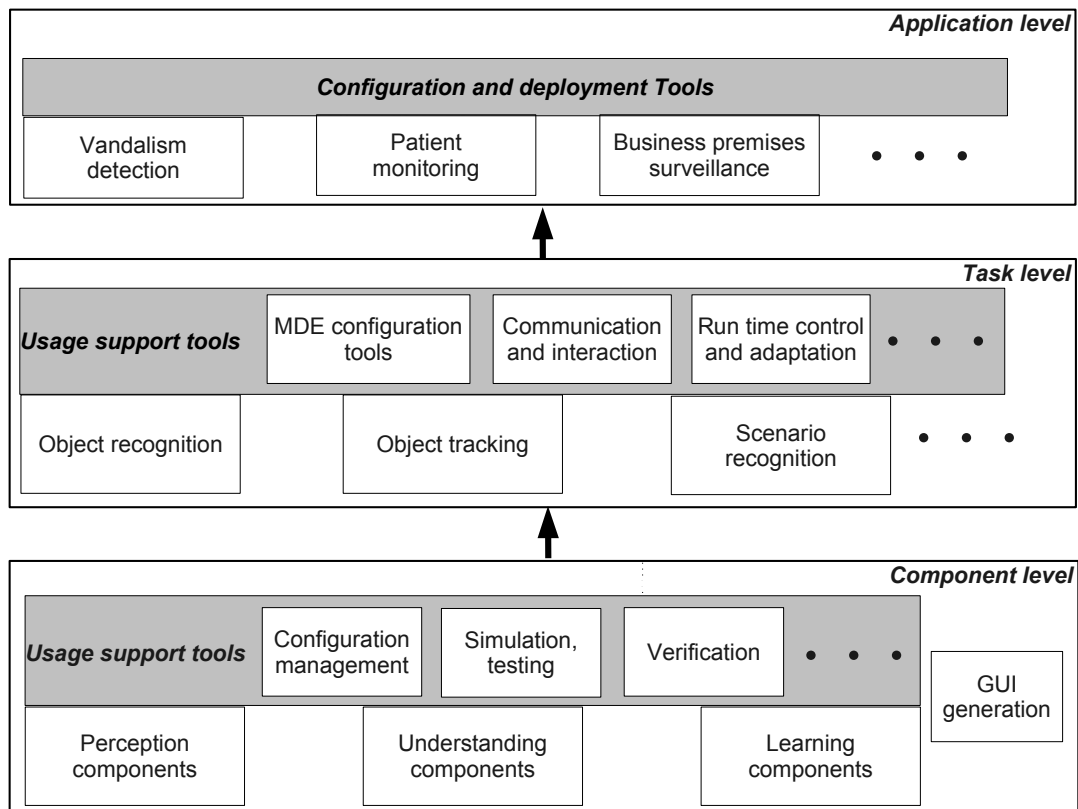 Application level
Configuration and deployment Tools
Vandalism
detection
Patient
monitoring
Business premises
surveillance
Task level
Usage support tools
MDE configuration
tools
Communication
and interaction
Run time control
and adaptation
Object recognition
Object tracking
Scenario
recognition
Component level
Usage support tools
Configuration
management
Simulation,
testing
Verification
GUI
generation
Perception
components
Understanding
components
Learning
components